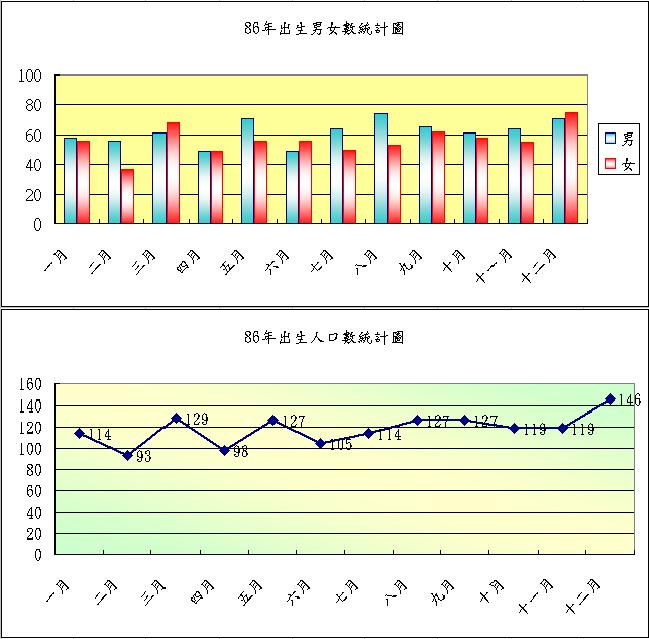 86年出生男女數統計圖
100
80
60
40
20
0
男
女
一月 二月 三月 四月 五月 六月 七月 八月 九月 十月 十一月 十二月
86年出生人口數統計圖
160
140
120
100
80
60
40
20
0
114 93 129 98 127 105 114 127 127 119 119 146
一月 二月 三月 四月 五月 六月 七月 八月 九月 十月 十一月 十二月